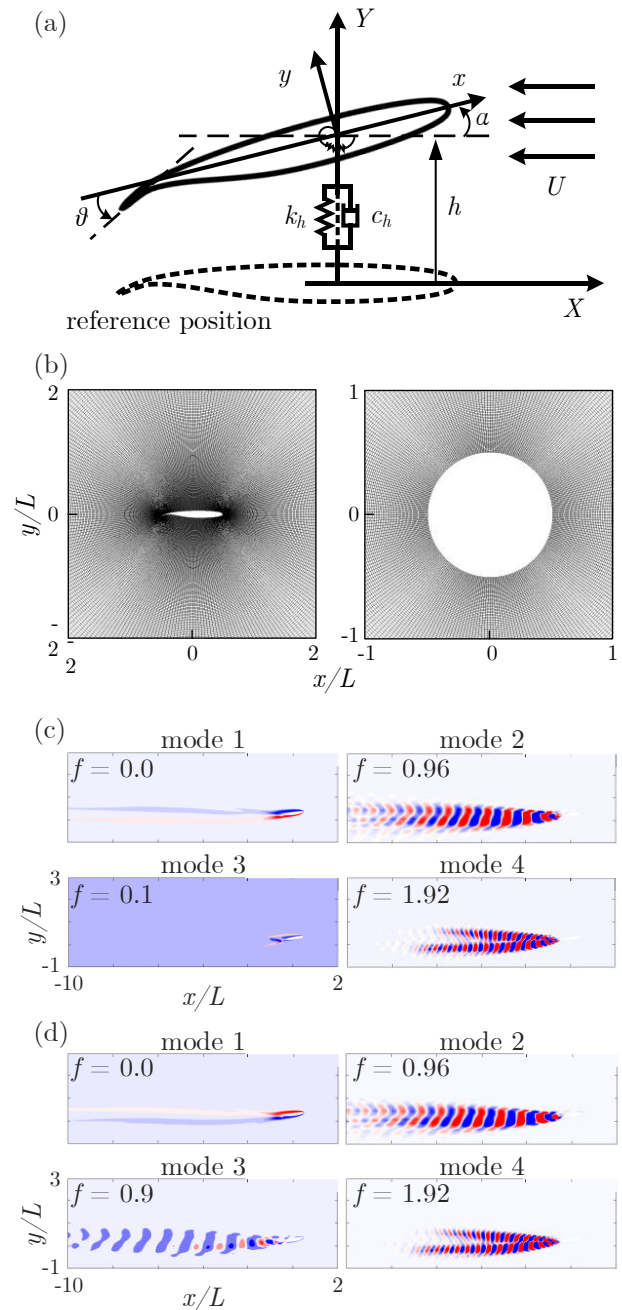 (a)
Y
y
x
a
U
ϑ
k_h
c_h
h
X
reference position
(b)
2
1
y/L
0
0
-
2
-
2
0
2
-1
-1
0
1
x/L
(c)
mode 1
mode 2
f = 0.0
f = 0.96
mode 3
mode 4
3
f = 0.1
f = 1.92
y/L
-1
-10
2
x/L
(d)
mode 1
mode 2
f = 0.0
f = 0.96
mode 3
mode 4
3
f = 0.9
f = 1.92
y/L
-1
-10
2
x/L